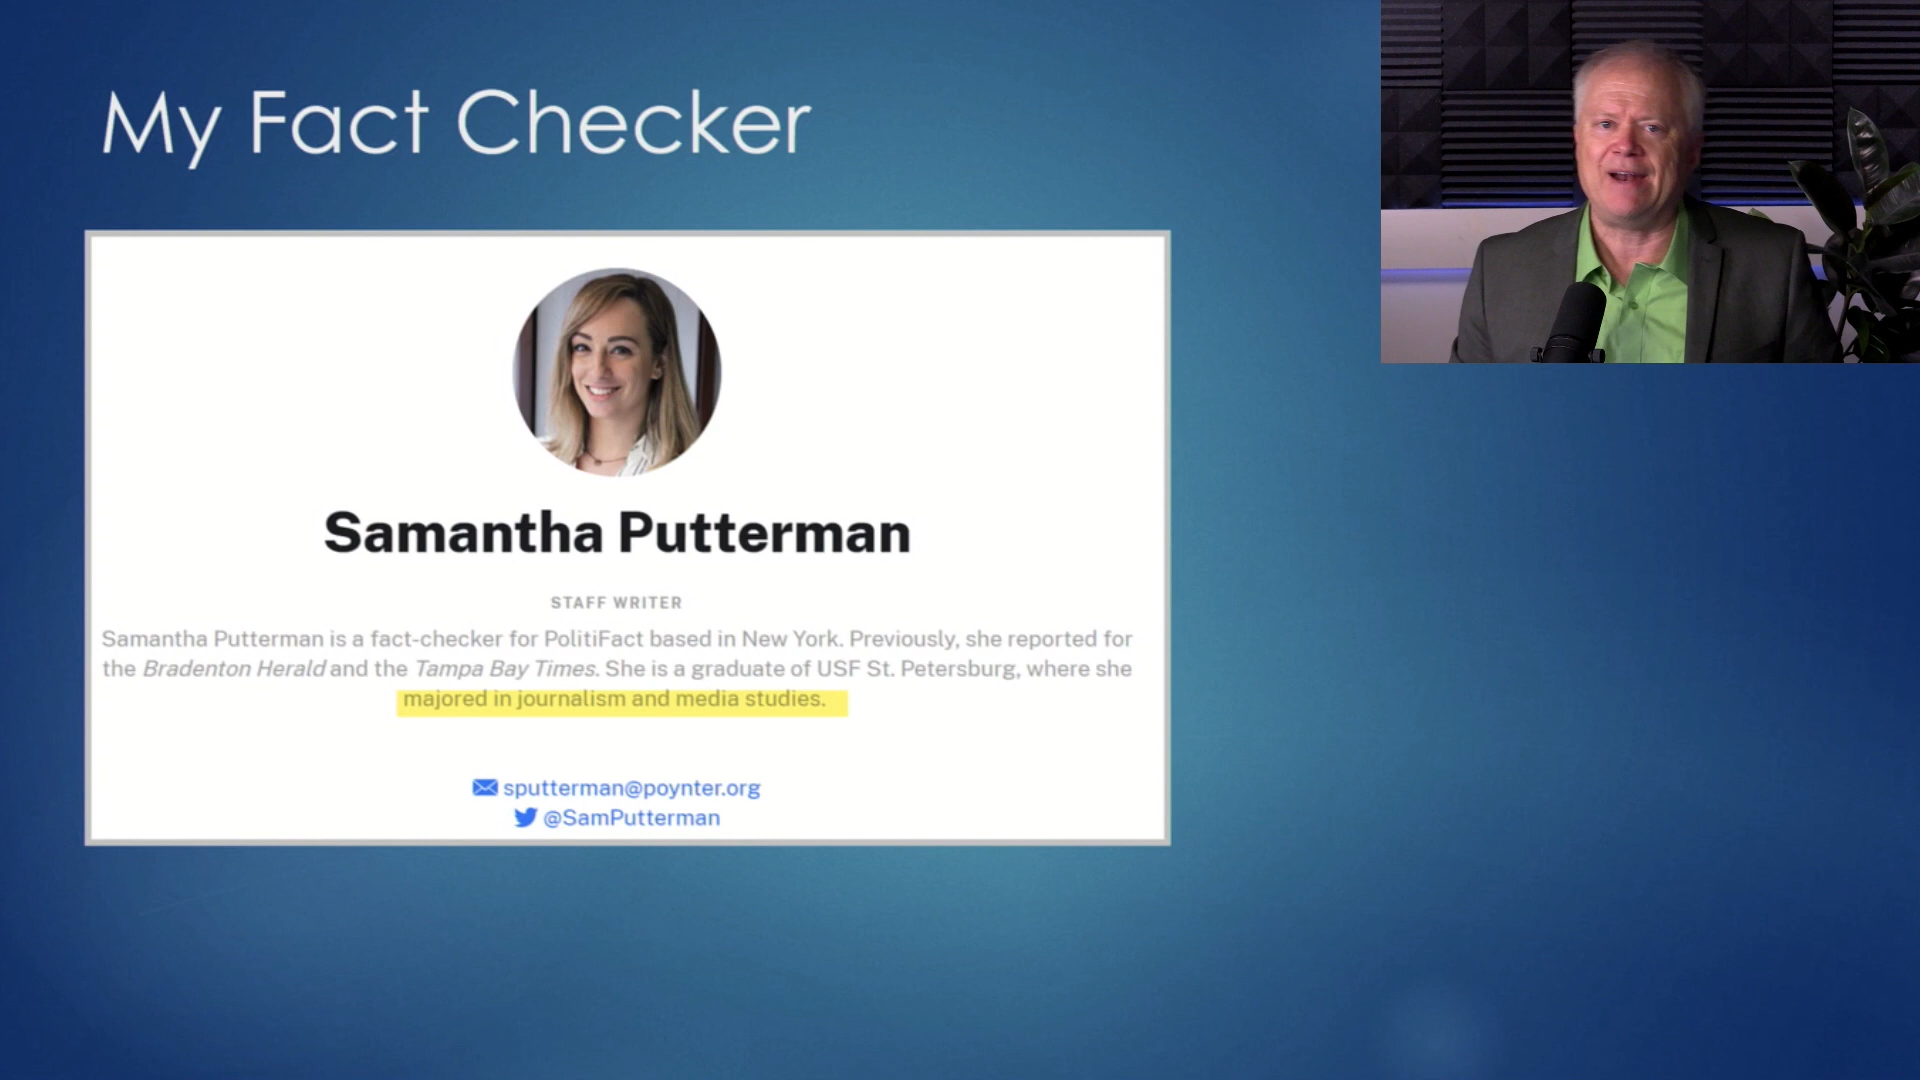 My Fact Checker
Samantha Putterman
STAFF WRITER
Samantha Putterman is a fact-checker for PolitiFact based in New York. Previously, she reported for
the Bradenton Herald and the Tampa Bay Times. She is a graduate of USF St. Petersburg, where she
majored in journalism and media studies.
sputterman@poynter.org
@SamPutterman